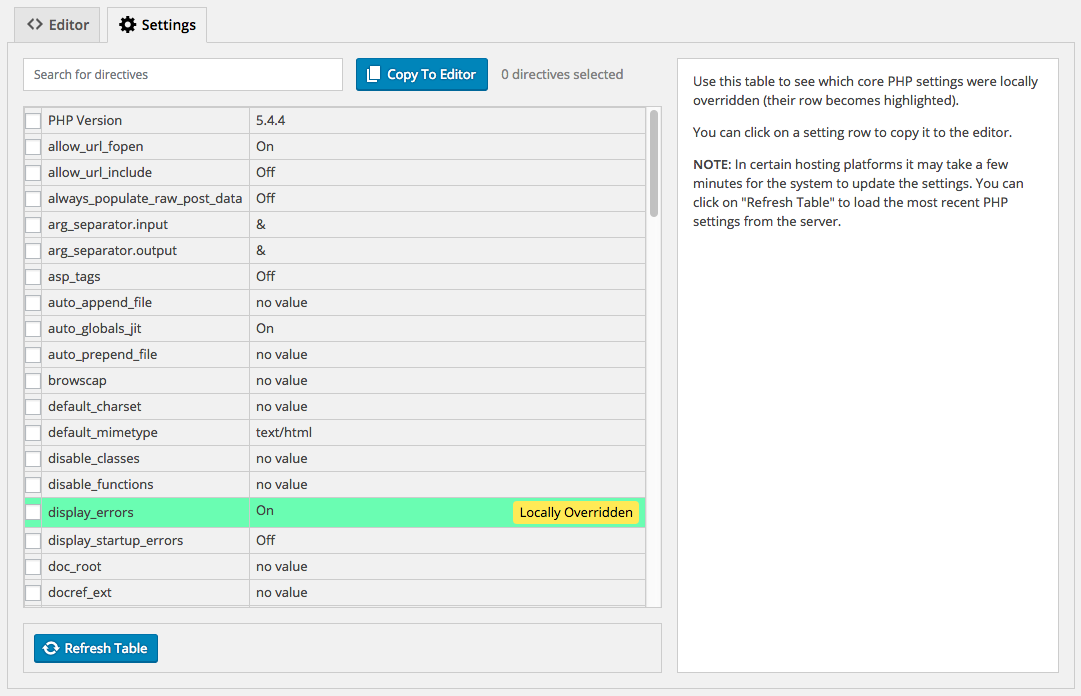 Editor Settings
Search for directives Copy To Editor 0 directives selected
PHP Version 5.4.4
allow_url_fopen On
allow_url_include Off
always_populate_raw_post_data Off
arg_separator.input &
arg_separator.output &
asp_tags Off
auto_append_file no value
auto_globals_jit On
auto_prepend_file no value
browscap no value
default_charset no value
default_mimetype text/html
disable_classes no value
disable_functions no value
display_errors On Locally Overridden
display_startup_errors Off
doc_root no value
docref_ext no value
Refresh Table
Use this table to see which core PHP settings were locally
overridden (their row becomes highlighted).
You can click on a setting row to copy it to the editor.
NOTE: In certain hosting platforms it may take a few
minutes for the system to update the settings. You can
click on "Refresh Table" to load the most recent PHP
settings from the server.